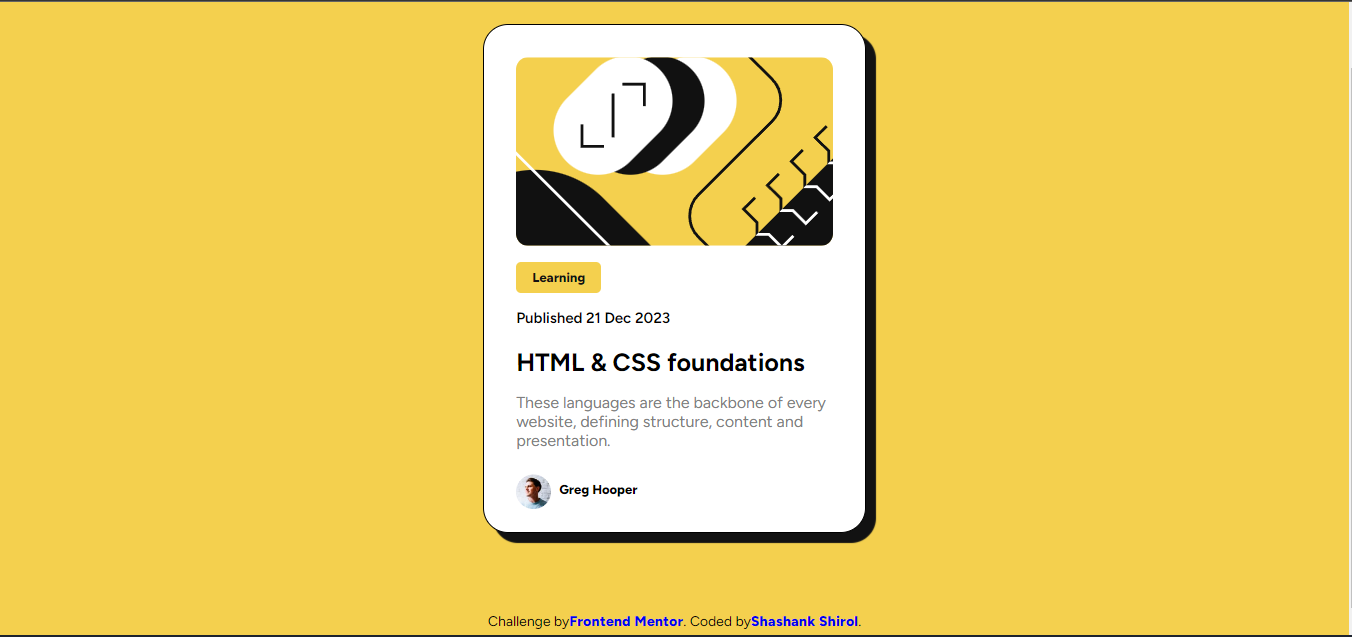 Learning
Published 21 Dec 2023
HTML & CSS foundations
These languages are the backbone of every
website, defining structure, content and
presentation.
Greg Hooper
Challenge byFrontend Mentor. Coded byShashank Shirol.